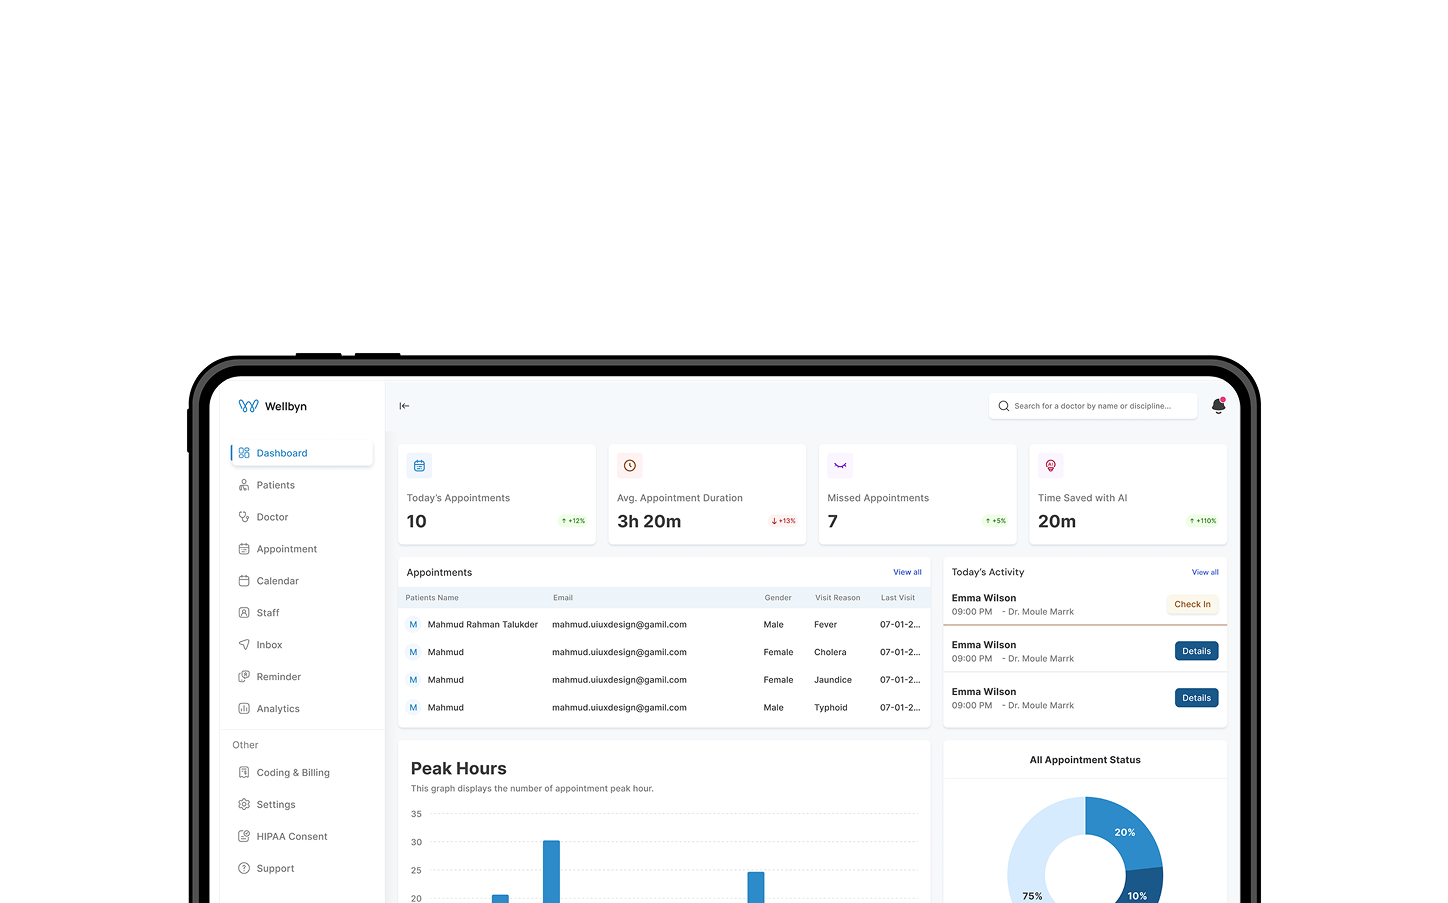 Wellbyn
Search for a doctor by name or discipline...
Dashboard
Patients
Doctor
Appointment
Calendar
Staff
Inbox
Reminder
Analytics
Other
Coding & Billing
Settings
HIPAA Consent
Support
Today's Appointments
10
↑ +12%
Avg. Appointment Duration
3h 20m
↓ +13%
Missed Appointments
7
↑ +5%
AI
Time Saved with AI
20m
↑ +110%
Appointments
View all
Patients Name Email Gender Visit Reason Last Visit
M Mahmud Rahman Talukder mahmud.uiuxdesign@gamil.com Male Fever 07-01-2...
M Mahmud mahmud.uiuxdesign@gamil.com Female Cholera 07-01-2...
M Mahmud mahmud.uiuxdesign@gamil.com Female Jaundice 07-01-2...
M Mahmud mahmud.uiuxdesign@gamil.com Male Typhoid 07-01-2...
Today's Activity
View all
Emma Wilson
09:00 PM - Dr. Moule Marrk
Check In
Emma Wilson
09:00 PM - Dr. Moule Marrk
Details
Emma Wilson
09:00 PM - Dr. Moule Marrk
Details
Peak Hours
This graph displays the number of appointment peak hour.
35
30
25
20
All Appointment Status
20%
75%
10%